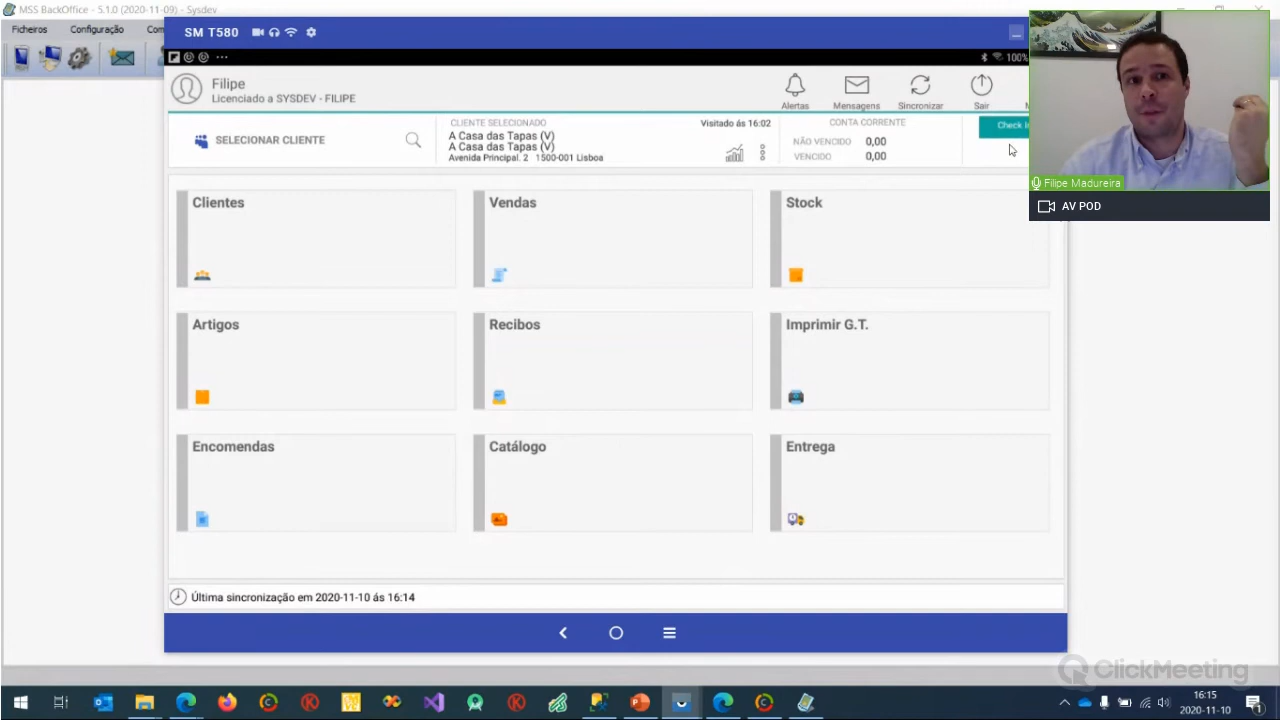 MSS BackOffice - 5.1.0 (2020-11-09) - Sysdev
Ficheiros Configuração
SM T580
100%
Filipe
Licenciado a SYSDEV - FILIPE
Alertas Mensagens Sincronizar Sair
SELECIONAR CLIENTE
CLIENTE SELECIONADO
Visitado ás 16:02
A Casa das Tapas (V)
A Casa das Tapas (V)
Avenida Principal. 2 1500-001 Lisboa
CONTA CORRENTE
NÃO VENCIDO 0,00
VENCIDO 0,00
Check
Filipe Madureira
AV POD
Clientes Vendas Stock
Artigos Recibos Imprimir G.T.
Encomendas Catálogo Entrega
Última sincronização em 2020-11-10 ás 16:14
ClickMeeting
16:15
2020-11-10